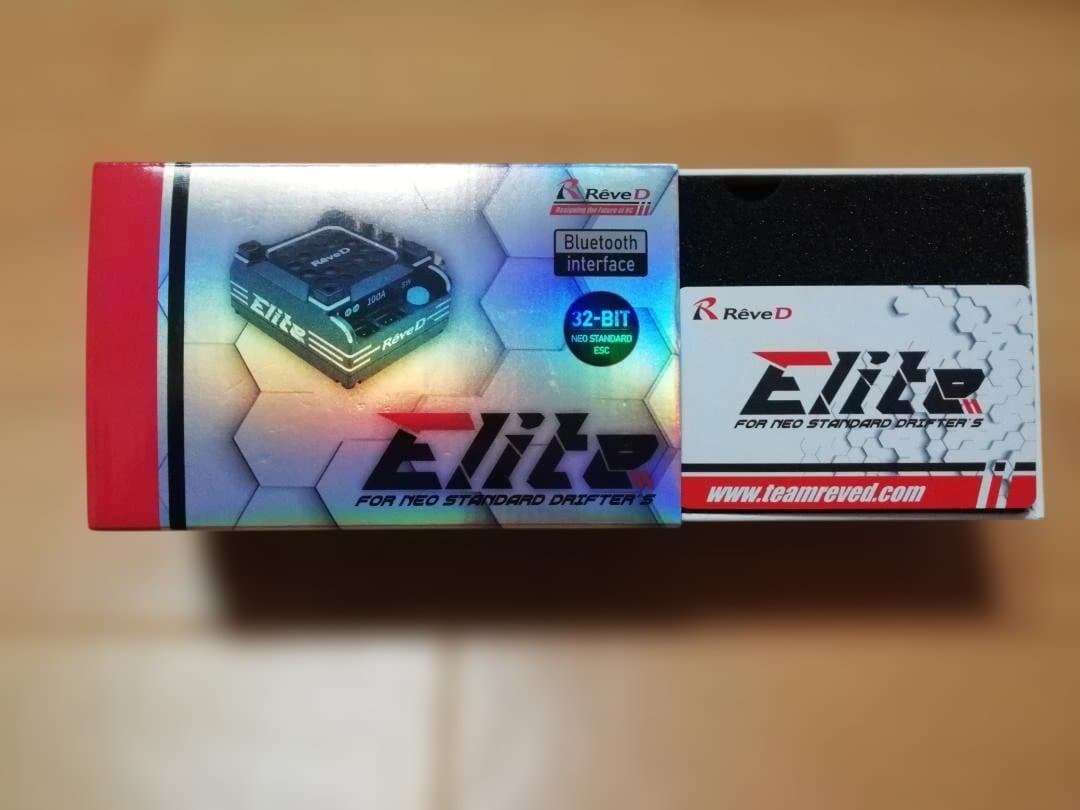 RêveD
Designing the Future of RC
Bluetooth
interface
32-BIT
NEO STANDARD
ESC
RêveD
100A
Elite
RêveD
Elite
FOR NEO STANDARD DRIFTER'S
RêveD
Elite
FOR NEO STANDARD DRIFTER'S
www.teamreved.com